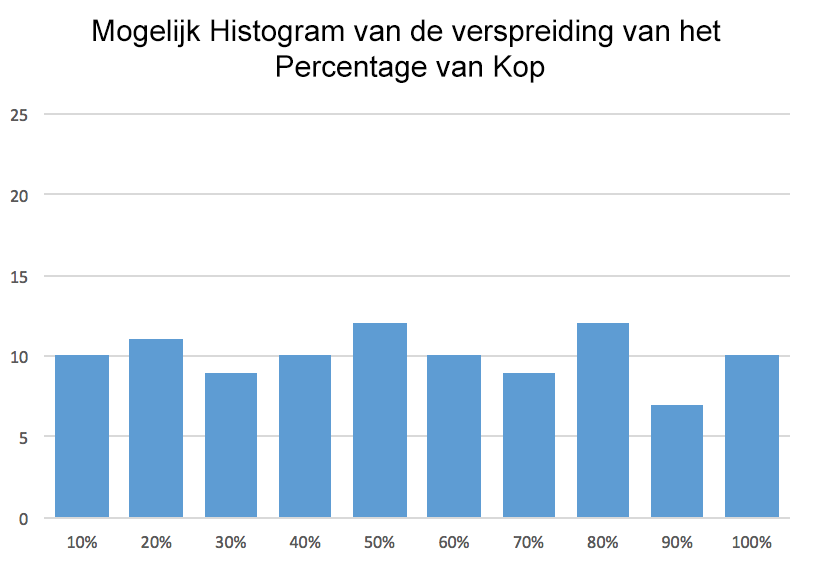 Mogelijk Histogram van de verspreiding van het
Percentage van Kop
25
20
15
10
5
0
10% 20% 30% 40% 50% 60% 70% 80% 90% 100%